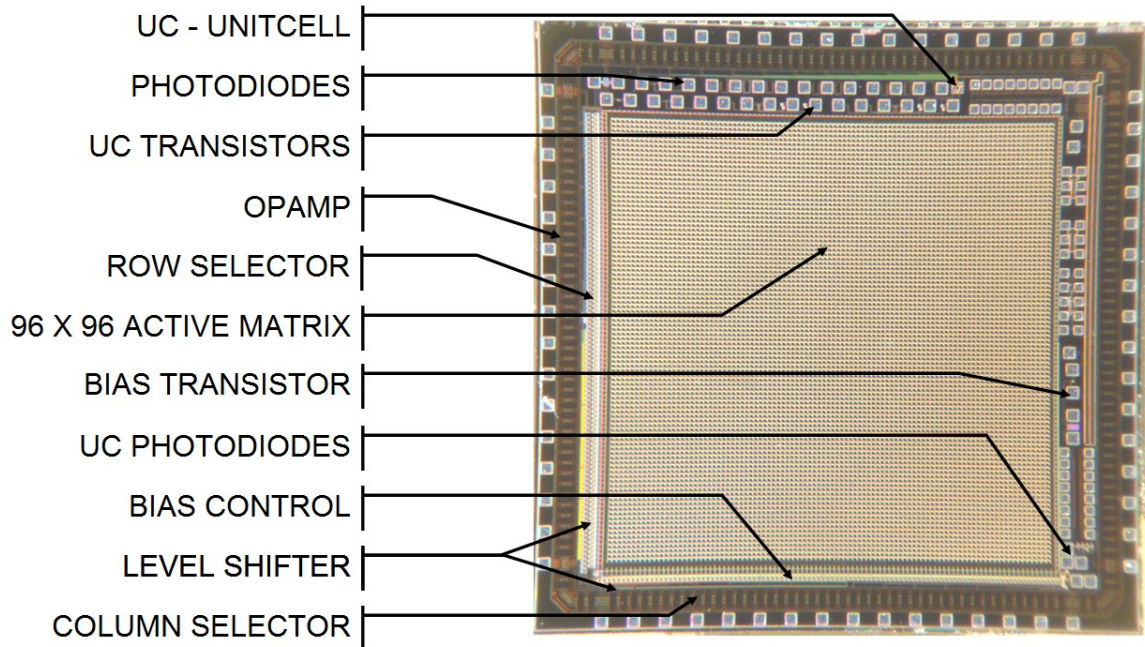 UC - UNITCELL
PHOTODIODES
UC TRANSISTORS
OPAMP
ROW SELECTOR
96 X 96 ACTIVE MATRIX
BIAS TRANSISTOR
UC PHOTODIODES
BIAS CONTROL
LEVEL SHIFTER
COLUMN SELECTOR